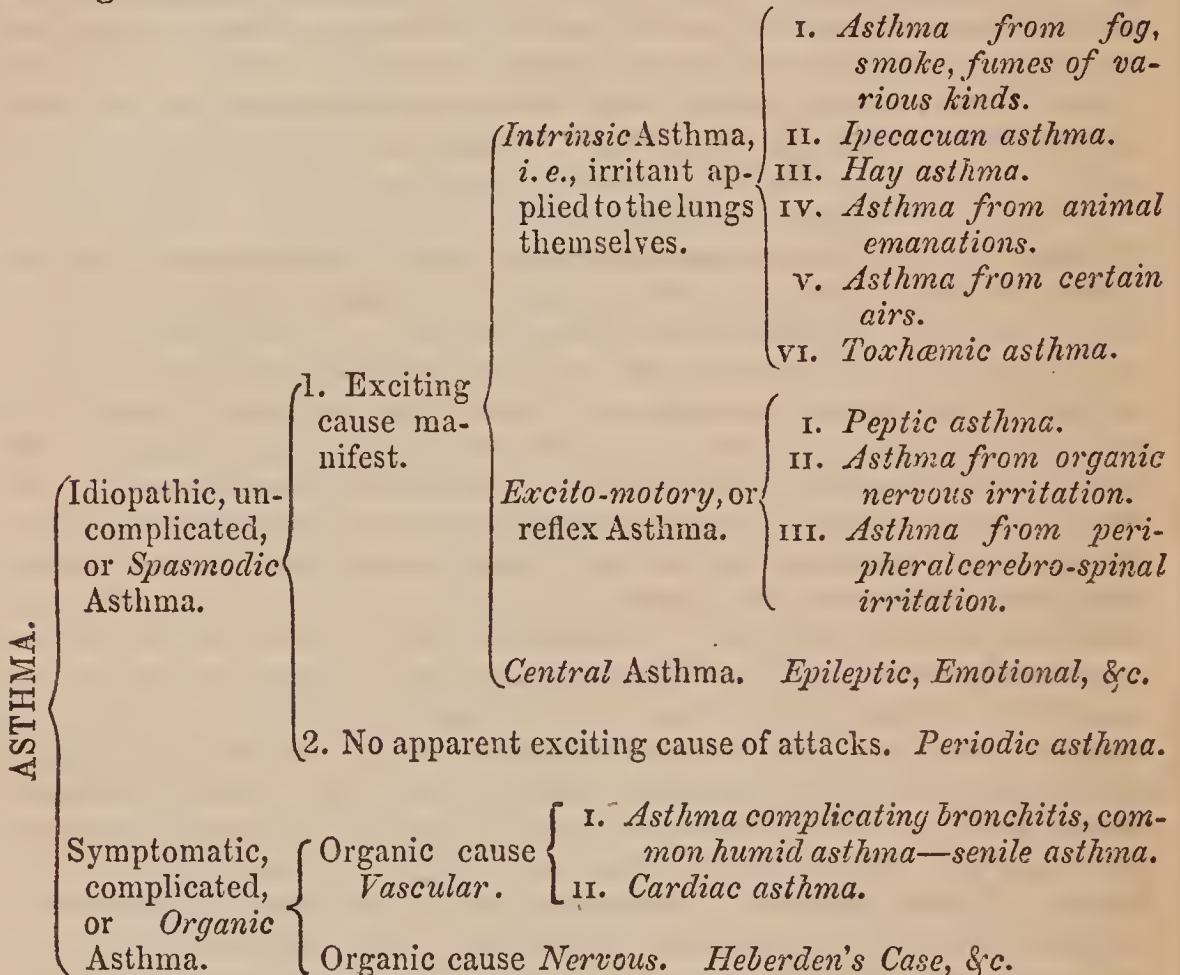 ASTHMA.
Idiopathic, un-
complicated,
or Spasmodic
Asthma.
1. Exciting
cause ma-
nifest.
Intrinsic Asthma,
i. e., irritant ap-
plied to the lungs
themselves.
I. Asthma from fog,
smoke, fumes of va-
rious kinds.
II. Ipecacuan asthma.
III. Hay asthma.
IV. Asthma from animal
emanations.
V. Asthma from certain
airs.
VI. Toxhæmic asthma.
Excito-motory, or
reflex Asthma.
I. Peptic asthma.
II. Asthma from organic
nervous irritation.
III. Asthma from peri-
pheral cerebro-spinal
irritation.
Central Asthma. Epileptic, Emotional, &c.
2. No apparent exciting cause of attacks. Periodic asthma.
Symptomatic,
complicated,
or Organic
Asthma.
Organic cause
Vascular.
I. Asthma complicating bronchitis, com-
mon humid asthma—senile asthma.
II. Cardiac asthma.
Organic cause Nervous. Heberden's Case, &c.